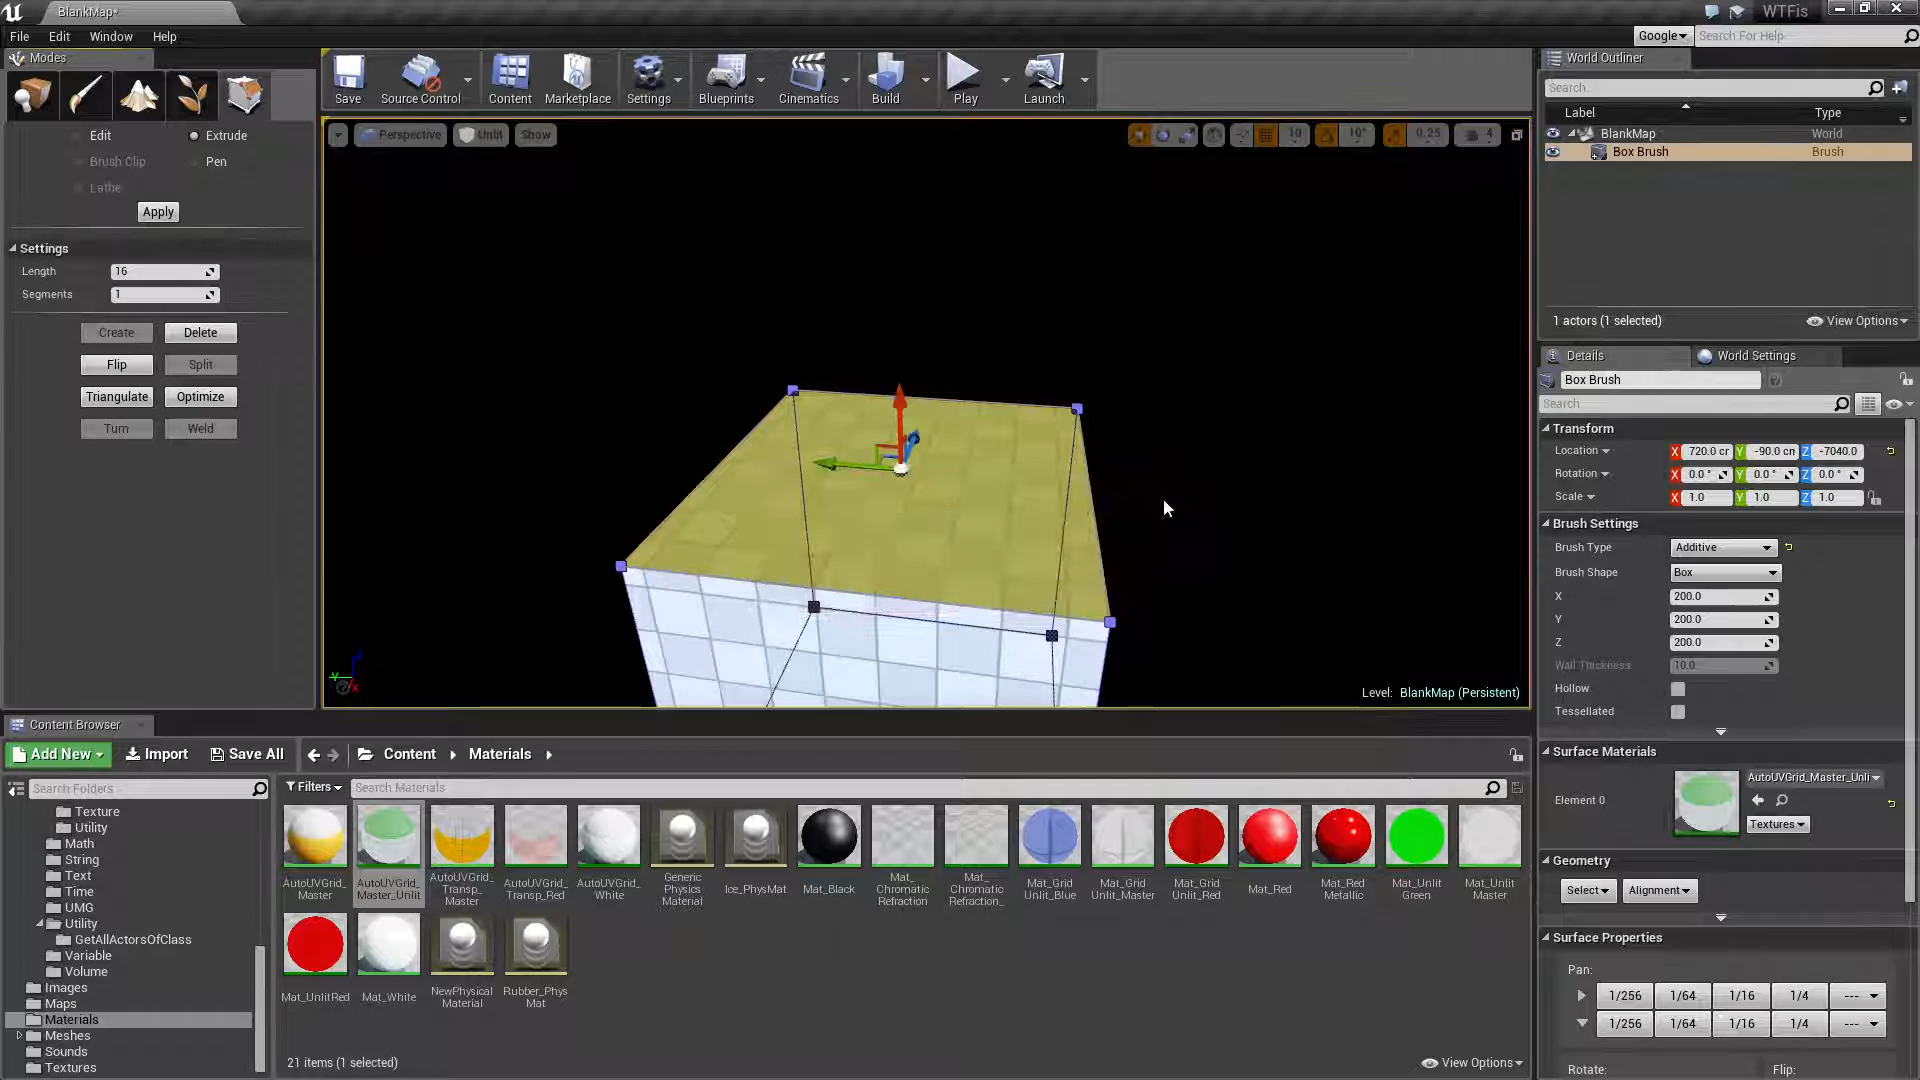 BlankMap*
WTFis
File Edit Window Help
Google Search For Help
Modes
Edit Extrude
Brush Clip Pen
Lathe
Apply
Settings
Length 16
Segments 1
Create Delete
Flip Split
Triangulate Optimize
Turn Weld
Save Source Control Content Marketplace Settings Blueprints Cinematics Build Play Launch
Perspective Unlit Show
10 10° 0.25 4
Level: BlankMap (Persistent)
World Outliner
Search
Label Type
BlankMap World
Box Brush Brush
1 actors (1 selected) View Options
Details World Settings
Box Brush
Search
Transform
Location X 720.0 cr Y -90.0 cn Z -7040.0
Rotation X 0.0 ° Y 0.0 ° Z 0.0 °
Scale X 1.0 Y 1.0 Z 1.0
Brush Settings
Brush Type Additive
Brush Shape Box
X 200.0
Y 200.0
Z 200.0
Wall Thickness 10.0
Hollow
Tessellated
Surface Materials
Element 0
AutoUVGrid_Master_Unli
Textures
Geometry
Select Alignment
Surface Properties
Pan:
1/256 1/64 1/16 1/4 ---
1/256 1/64 1/16 1/4 ---
Rotate: Flip:
Content Browser
Add New Import Save All Content Materials
Search Folders
Filters Search Materials
Texture
Utility
Math
String
Text
Time
UMG
Utility
GetAllActorsOfClass
Variable
Volume
Images
Maps
Materials
Meshes
Sounds
Textures
AutoUVGrid_
Master
AutoUVGrid_
Master_Unlit
AutoUVGrid_
Transp_
Master
AutoUVGrid_
Transp_Red
AutoUVGrid_
White
Generic
Physics
Material
Ice_PhysMat
Mat_Black
Mat_
Chromatic
Refraction
Mat_
Chromatic
Refraction_
Mat_Grid
Unlit_Blue
Mat_Grid
Unlit_Master
Mat_Grid
Unlit_Red
Mat_Red
Mat_Red
Metallic
Mat_Unlit
Green
Mat_Unlit
Master
Mat_UnlitRed
Mat_White
NewPhysical
Material
Rubber_Phys
Mat
21 items (1 selected) View Options